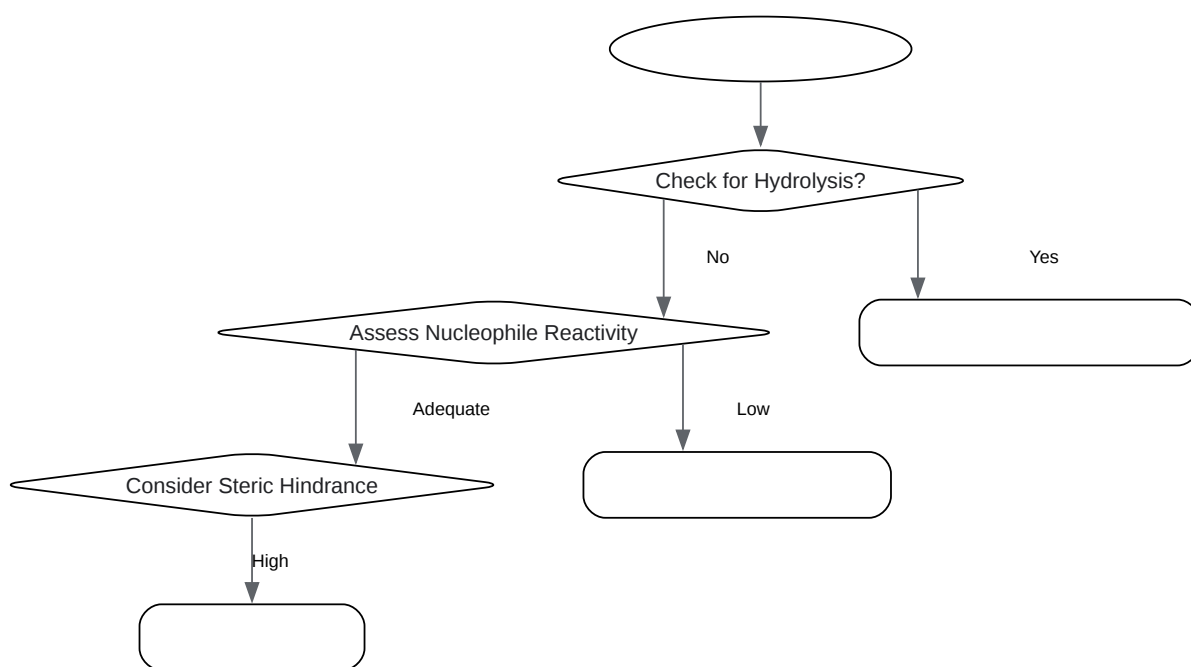 Check for Hydrolysis?
No
Yes
Assess Nucleophile Reactivity
Adequate
Low
Consider Steric Hindrance
High